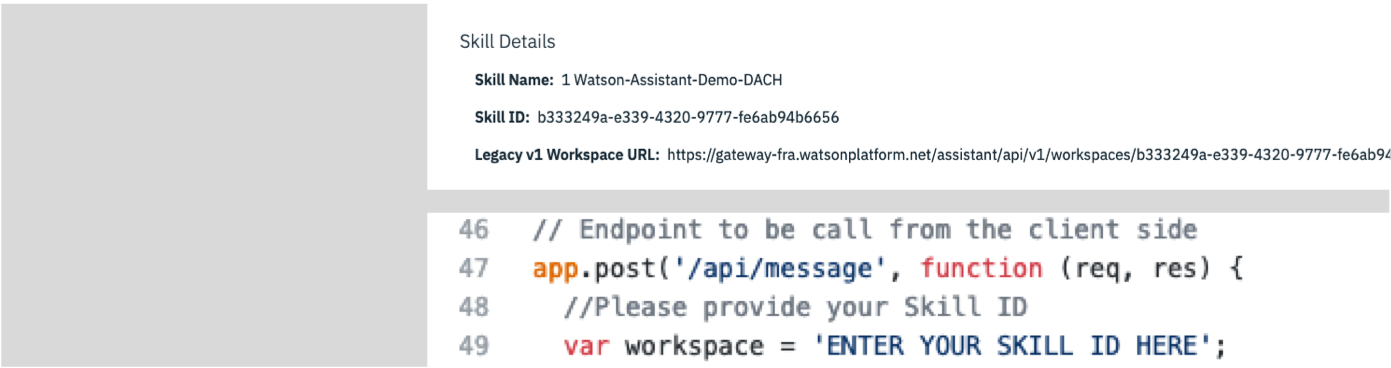 Skill Details
Skill Name: 1 Watson-Assistant-Demo-DACH
Skill ID: b333249a-e339-4320-9777-fe6ab94b6656
Legacy v1 Workspace URL: https://gateway-fra.watsonplatform.net/assistant/api/v1/workspaces/b333249a-e339-4320-9777-fe6ab94
46 // Endpoint to be call from the client side
47 app.post('/api/message', function (req, res) {
48 //Please provide your Skill ID
49 var workspace = 'ENTER YOUR SKILL ID HERE';